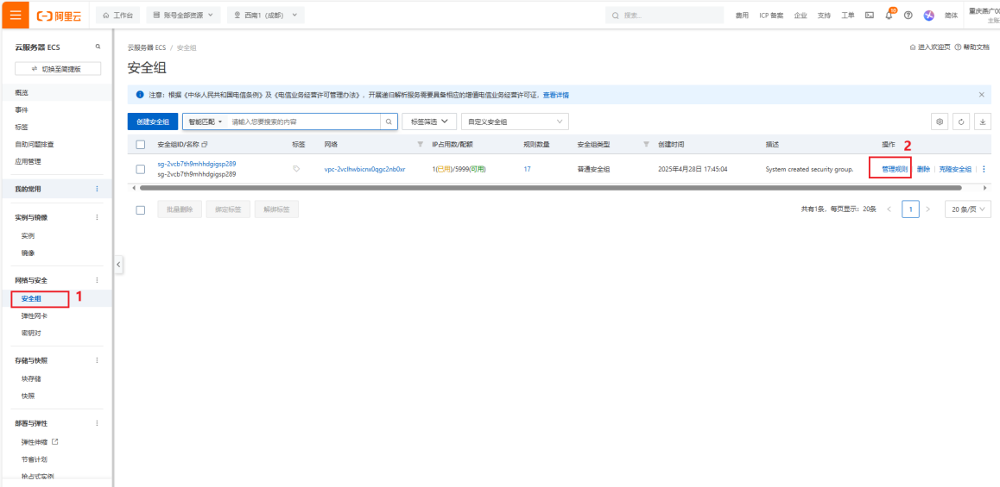 阿里云 工作台 账号全部资源 西南1（成都） 搜索... 费用 ICP 备案 企业 支持 工单 简体
云服务器 ECS
切换至简捷版
概览
事件
标签
自助问题排查
应用管理
我的常用
实例与镜像
实例
镜像
网络与安全
安全组 1
弹性网卡
密钥对
存储与快照
块存储
快照
部署与弹性
弹性伸缩
节省计划
抢占式实例
云服务器 ECS / 安全组 进入欢迎页 帮助文档
安全组
注意：根据《中华人民共和国电信条例》及《电信业务经营许可管理办法》，开展递归解析服务需要具备相应的增值电信业务经营许可证，查看详情
创建安全组 智能匹配 请输入您要搜索的内容 标签筛选 自定义安全组
安全组ID/名称 标签 网络 IP占用数/配额 规则数量 安全组类型 创建时间 描述 操作 2
sg-2vcb7th9mhhdgigsp289
sg-2vcb7th9mhhdgigsp289
vpc-2vclhwbicnx0qgc2nb0xr 1(已用)/5999(可用) 17 普通安全组 2025年4月28日 17:45:04 System created security group. 管理规则 删除 克隆安全组
批量删除 绑定标签 解绑标签 共有1条，每页显示：20条 1 20 条/页